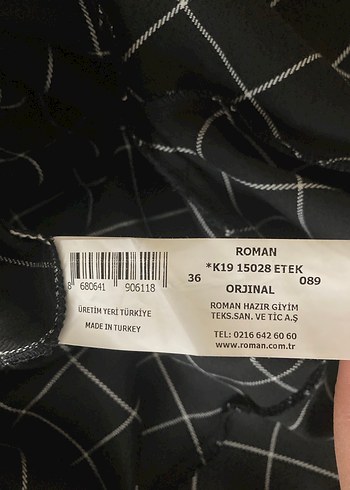 ROMAN
*K19 15028 ETEK
36
089
ORJINAL
8 680641 906118
ÜRETİM YERİ TÜRKİYE
MADE IN TURKEY
ROMAN HAZIR GİYİM
TEKS.SAN. VE TİC A.Ş
TEL: 0216 642 60 60
www.roman.com.tr